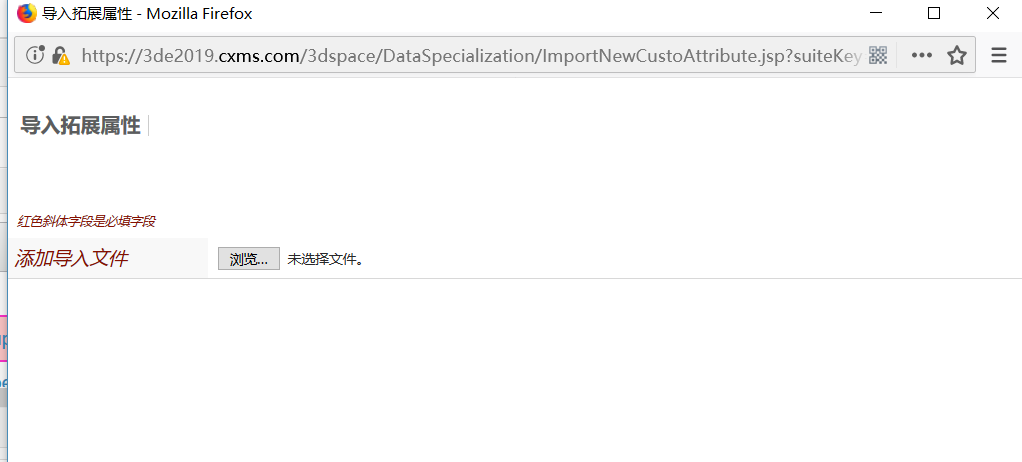 导入拓展属性 - Mozilla Firefox
https://3de2019.cxms.com/3dspace/DataSpecialization/ImportNewCustoAttribute.jsp?suiteKey
导入拓展属性
红色斜体字段是必填字段
添加导入文件 浏览... 未选择文件。